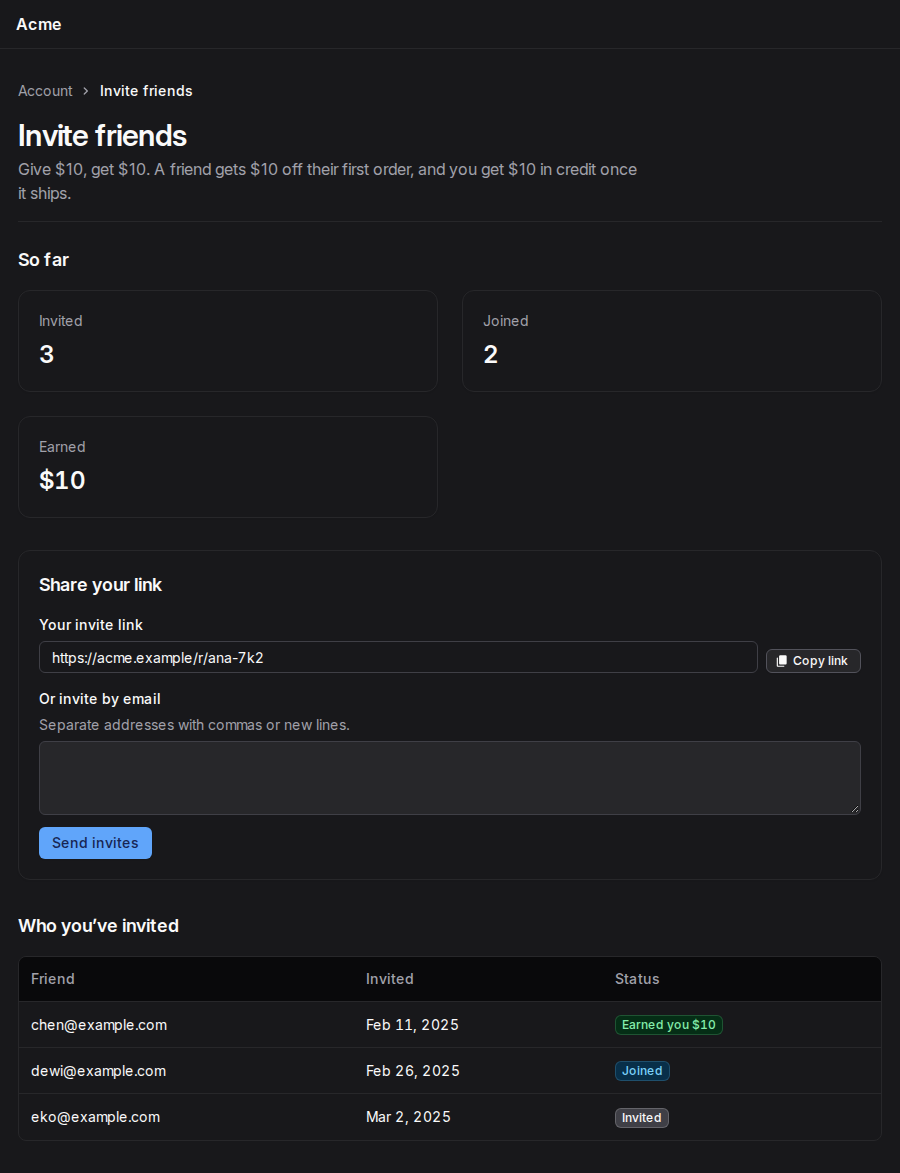 Acme
Account › Invite friends
Invite friends
Give $10, get $10. A friend gets $10 off their first order, and you get $10 in credit once
it ships.
So far
Invited
3
Joined
2
Earned
$10
Share your link
Your invite link
https://acme.example/r/ana-7k2
Copy link
Or invite by email
Separate addresses with commas or new lines.
Send invites
Who you’ve invited
Friend Invited Status
chen@example.com Feb 11, 2025 Earned you $10
dewi@example.com Feb 26, 2025 Joined
eko@example.com Mar 2, 2025 Invited